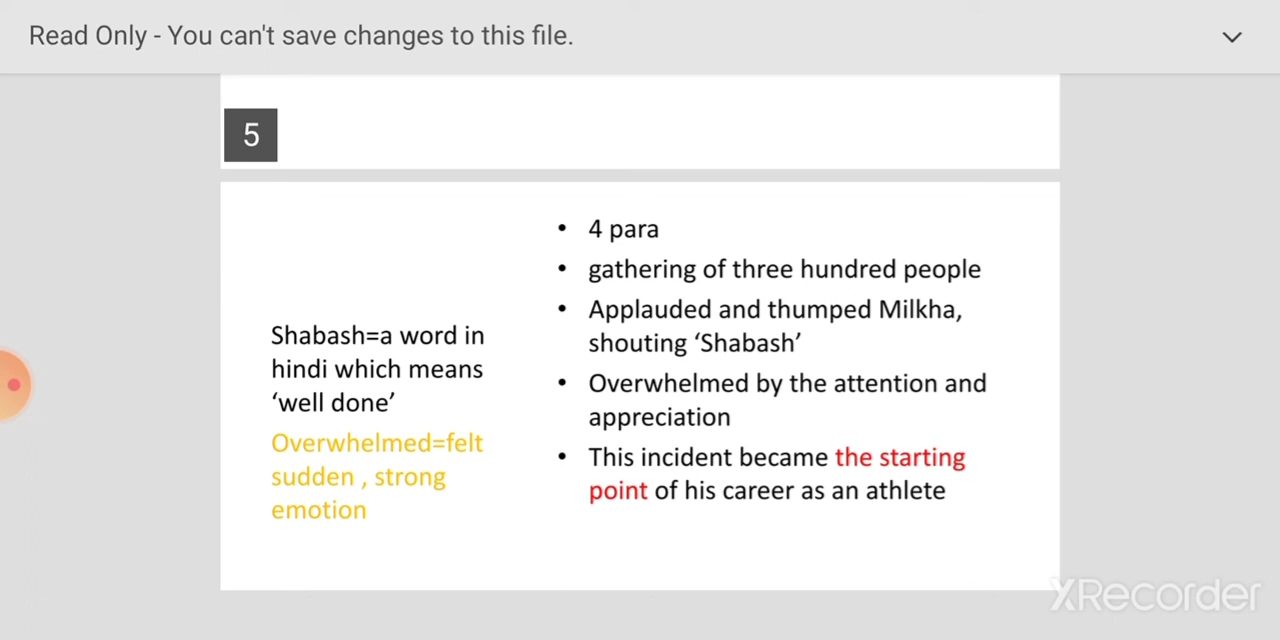 Read Only - You can't save changes to this file.
5
Shabash=a word in
hindi which means
‘well done’
Overwhelmed=felt
sudden , strong
emotion
• 4 para
• gathering of three hundred people
• Applauded and thumped Milkha,
shouting ‘Shabash’
• Overwhelmed by the attention and
appreciation
• This incident became the starting
point of his career as an athlete
XRecorder